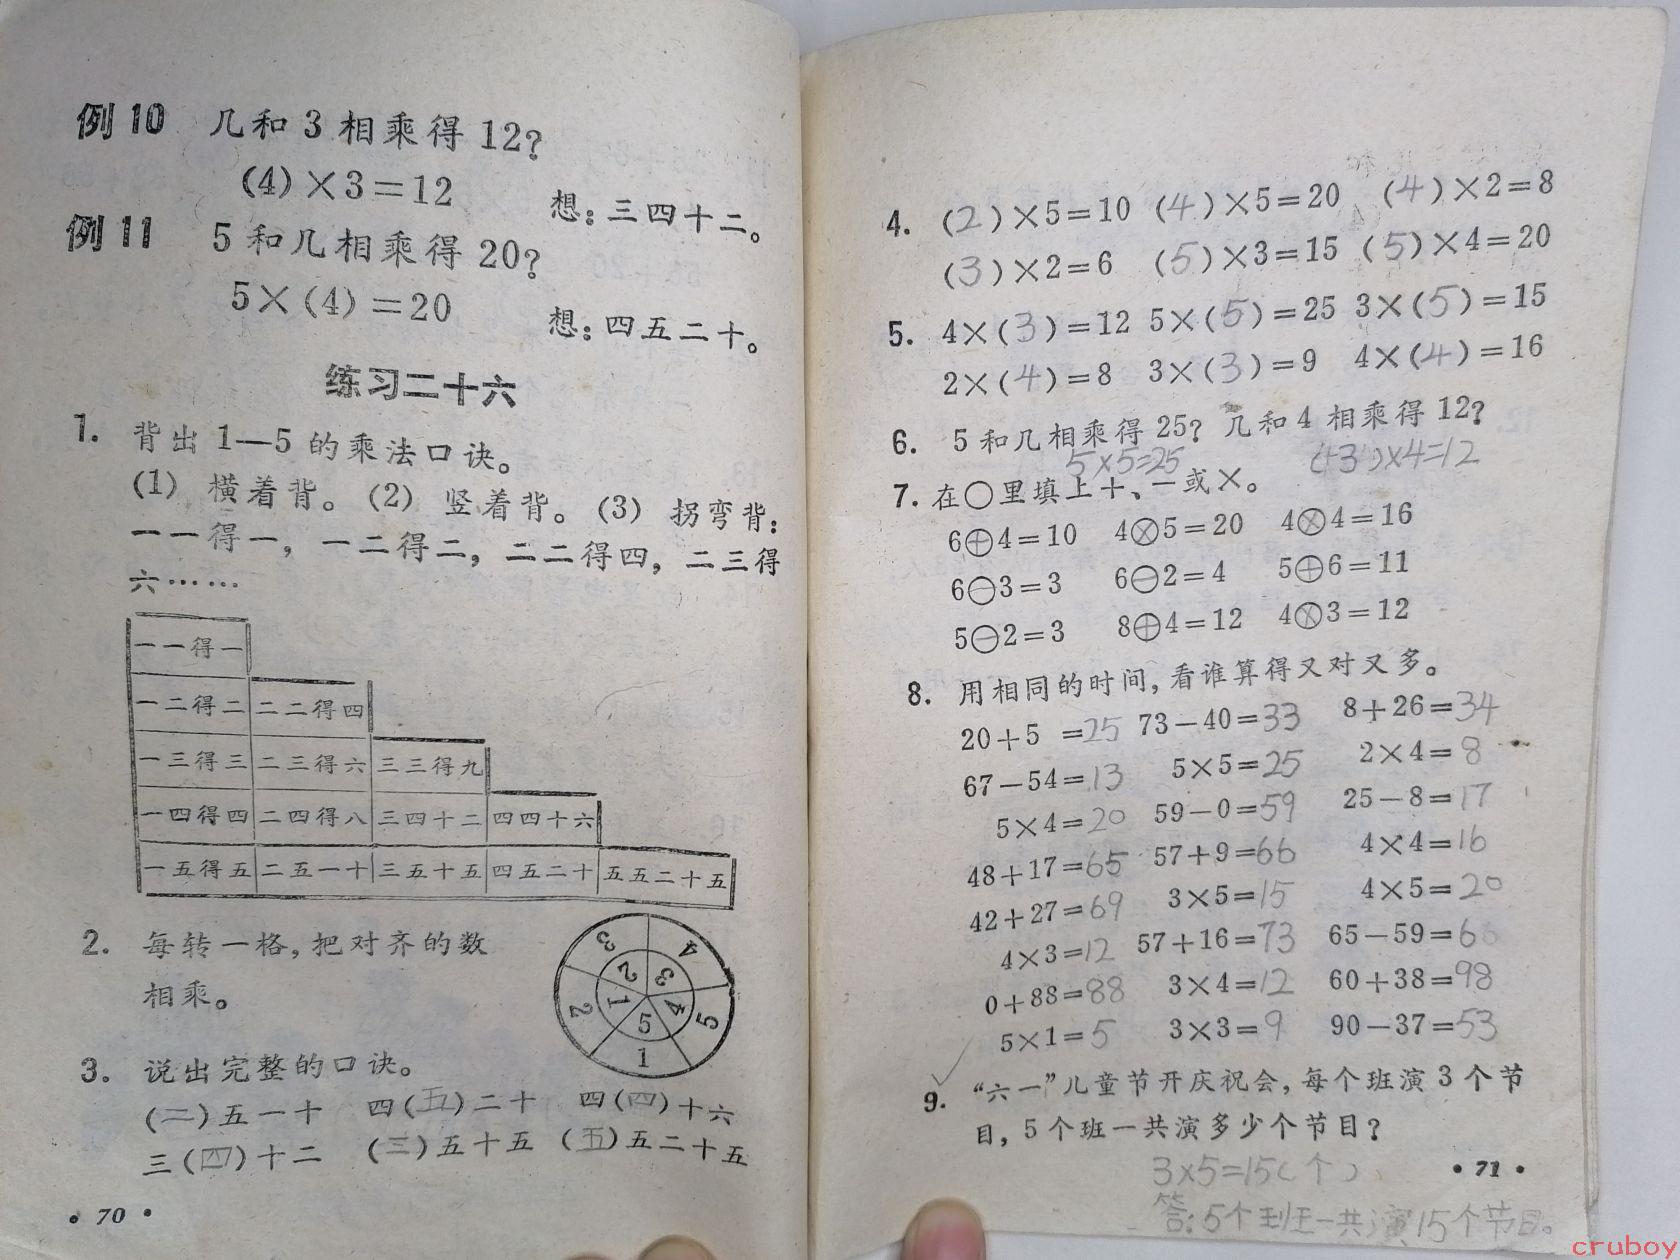 例10 几和3相乘得12?
(4)×3=12
想:三四十二。
例11 5和几相乘得20?
5×(4)=20
想:四五二十。
练习二十六
1. 背出1—5的乘法口诀。
(1) 横着背。(2) 竖着背。(3) 拐弯背:
一一得一,一二得二,二二得四,二三得
六……
一一得一
一二得二 二二得四
一三得三 二三得六 三三得九
一四得四 二四得八 三四十二 四四十六
一五得五 二五一十 三五十五 四五二十 五五二十五
2. 每转一格,把对齐的数
相乘。
3 4 5 1 2
2 3 4 5 1
3. 说出完整的口诀。
(二)五一十 四(五)二十 四(四)十六
三(四)十二 (三)五十五 (五)五二十五
• 70 •
4. (2)×5=10 (4)×5=20 (4)×2=8
(3)×2=6 (5)×3=15 (5)×4=20
5. 4×(3)=12 5×(5)=25 3×(5)=15
2×(4)=8 3×(3)=9 4×(4)=16
6. 5和几相乘得25?几和4相乘得12?
5×5=25 (3)×4=12
7. 在○里填上+、-或×。
6⊕4=10 4⊗5=20 4⊗4=16
6⊖3=3 6⊖2=4 5⊕6=11
5⊖2=3 8⊕4=12 4⊗3=12
8. 用相同的时间,看谁算得又对又多。
20+5=25 73-40=33 8+26=34
67-54=13 5×5=25 2×4=8
5×4=20 59-0=59 25-8=17
48+17=65 57+9=66 4×4=16
42+27=69 3×5=15 4×5=20
4×3=12 57+16=73 65-59=6
0+88=88 3×4=12 60+38=98
5×1=5 3×3=9 90-37=53
9. “六一”儿童节开庆祝会,每个班演3个节
目,5个班一共演多少个节目?
3×5=15(个)
答:5个班一共演15个节目。
• 71 •
cruboy